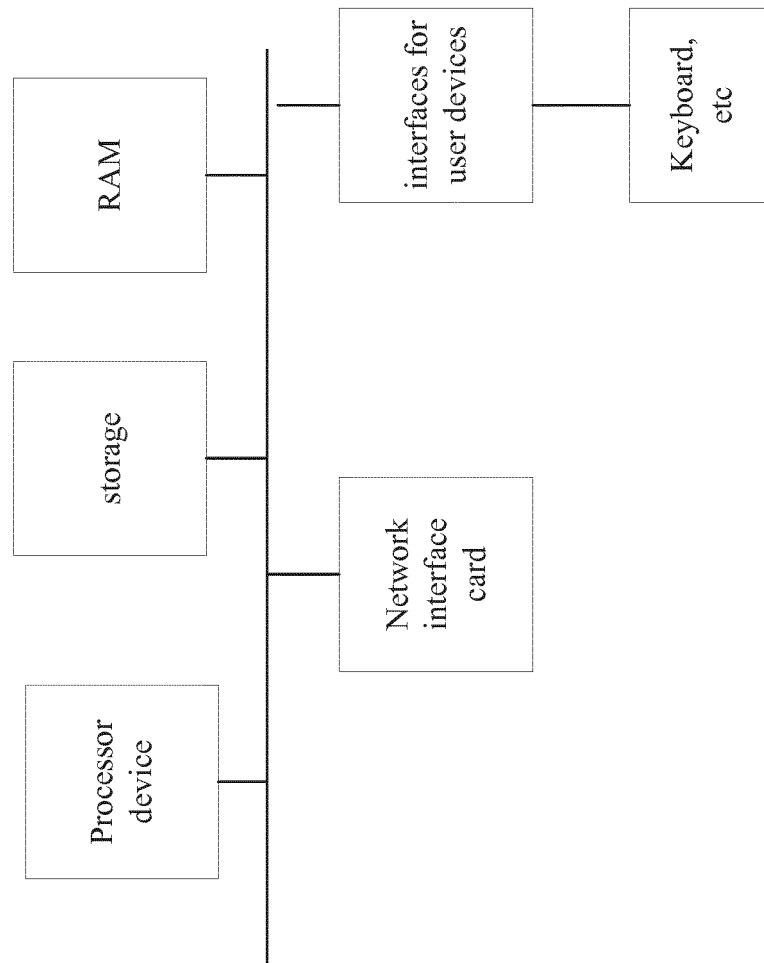 Processor
device
storage
RAM
Network
interface
card
interfaces for
user devices
Keyboard,
etc